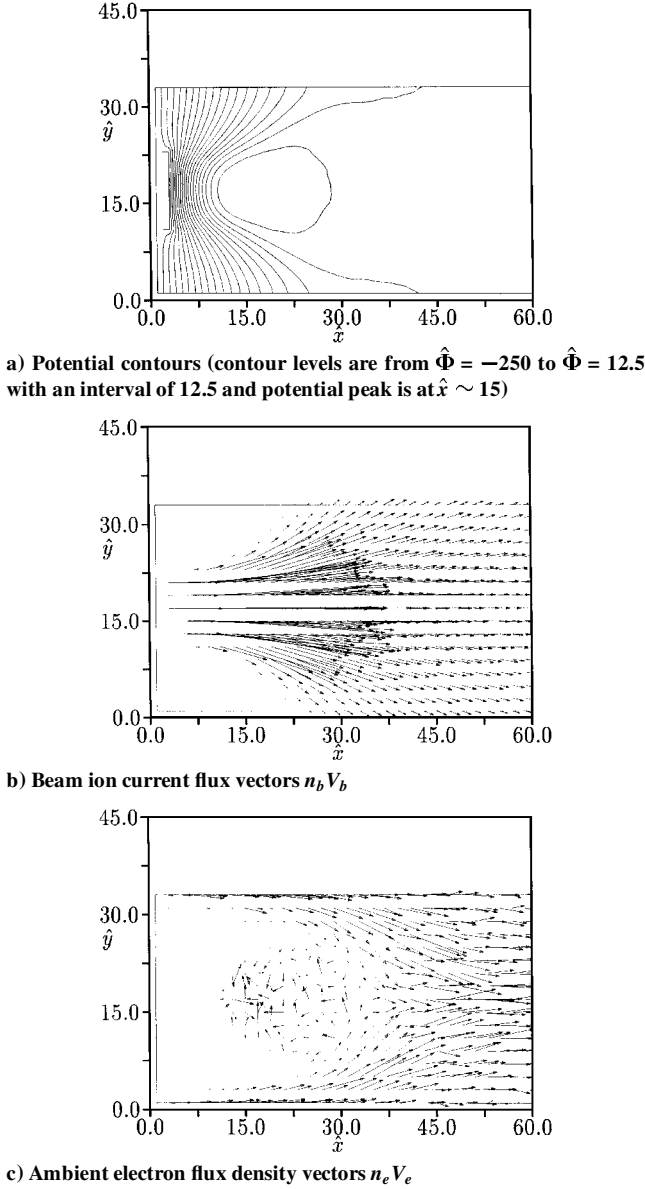 45.0
30.0
ŷ
15.0
0.0
0.0 15.0 30.0 45.0 60.0
x̂
a) Potential contours (contour levels are from Φ̂ = −250 to Φ̂ = 12.5
with an interval of 12.5 and potential peak is at x̂ ∼ 15)
45.0
30.0
ŷ
15.0
0.0
0.0 15.0 30.0 45.0 60.0
x̂
b) Beam ion current flux vectors n_bV_b
45.0
30.0
ŷ
15.0
0.0
0.0 15.0 30.0 45.0 60.0
x̂
c) Ambient electron flux density vectors n_eV_e